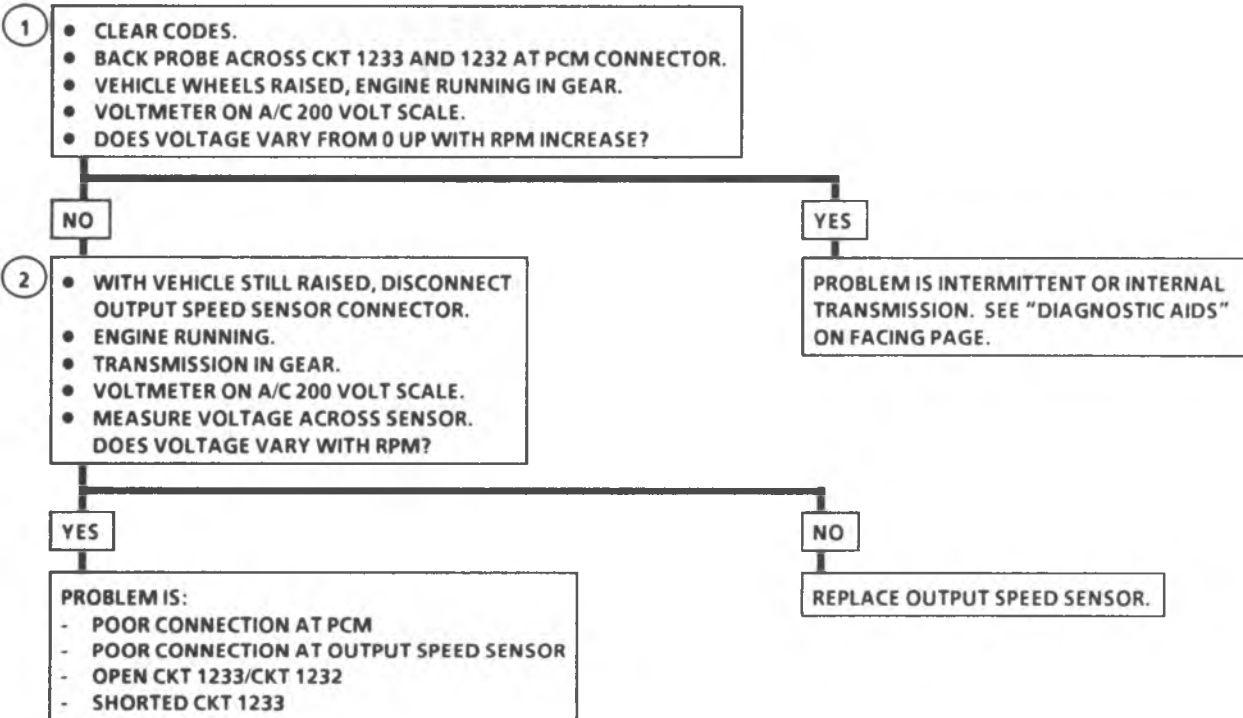 1
● CLEAR CODES.
● BACK PROBE ACROSS CKT 1233 AND 1232 AT PCM CONNECTOR.
● VEHICLE WHEELS RAISED, ENGINE RUNNING IN GEAR.
● VOLTMETER ON A/C 200 VOLT SCALE.
● DOES VOLTAGE VARY FROM 0 UP WITH RPM INCREASE?
NO
YES
2
● WITH VEHICLE STILL RAISED, DISCONNECT
OUTPUT SPEED SENSOR CONNECTOR.
● ENGINE RUNNING.
● TRANSMISSION IN GEAR.
● VOLTMETER ON A/C 200 VOLT SCALE.
● MEASURE VOLTAGE ACROSS SENSOR.
DOES VOLTAGE VARY WITH RPM?
PROBLEM IS INTERMITTENT OR INTERNAL
TRANSMISSION. SEE "DIAGNOSTIC AIDS"
ON FACING PAGE.
YES
NO
PROBLEM IS:
- POOR CONNECTION AT PCM
- POOR CONNECTION AT OUTPUT SPEED SENSOR
- OPEN CKT 1233/CKT 1232
- SHORTED CKT 1233
REPLACE OUTPUT SPEED SENSOR.